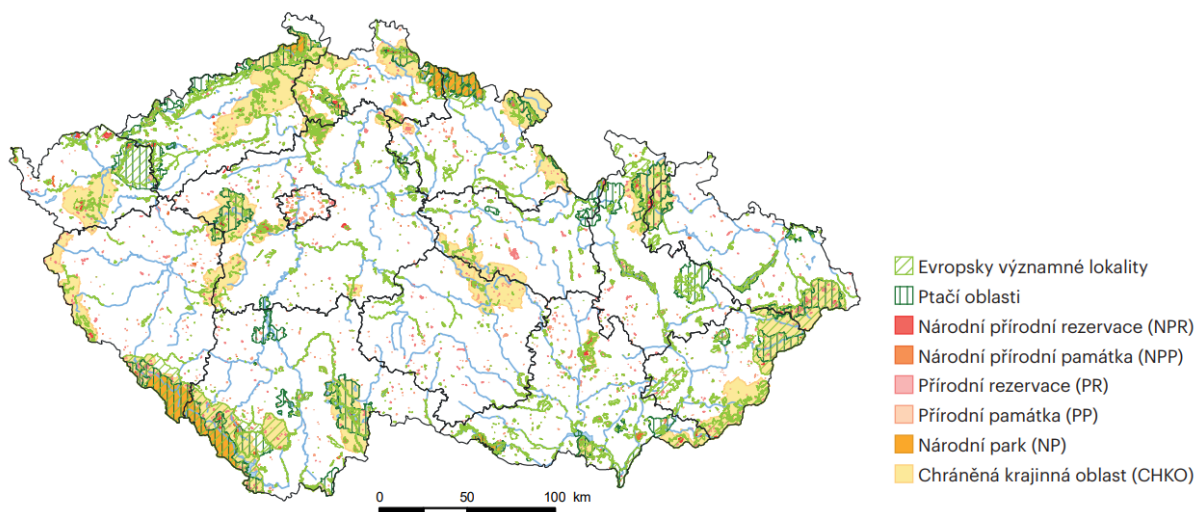 Evropsky významné lokality
Ptačí oblasti
Národní přírodní rezervace (NPR)
Národní přírodní památka (NPP)
Přírodní rezervace (PR)
Přírodní památka (PP)
Národní park (NP)
Chráněná krajinná oblast (CHKO)
0 50 100 km